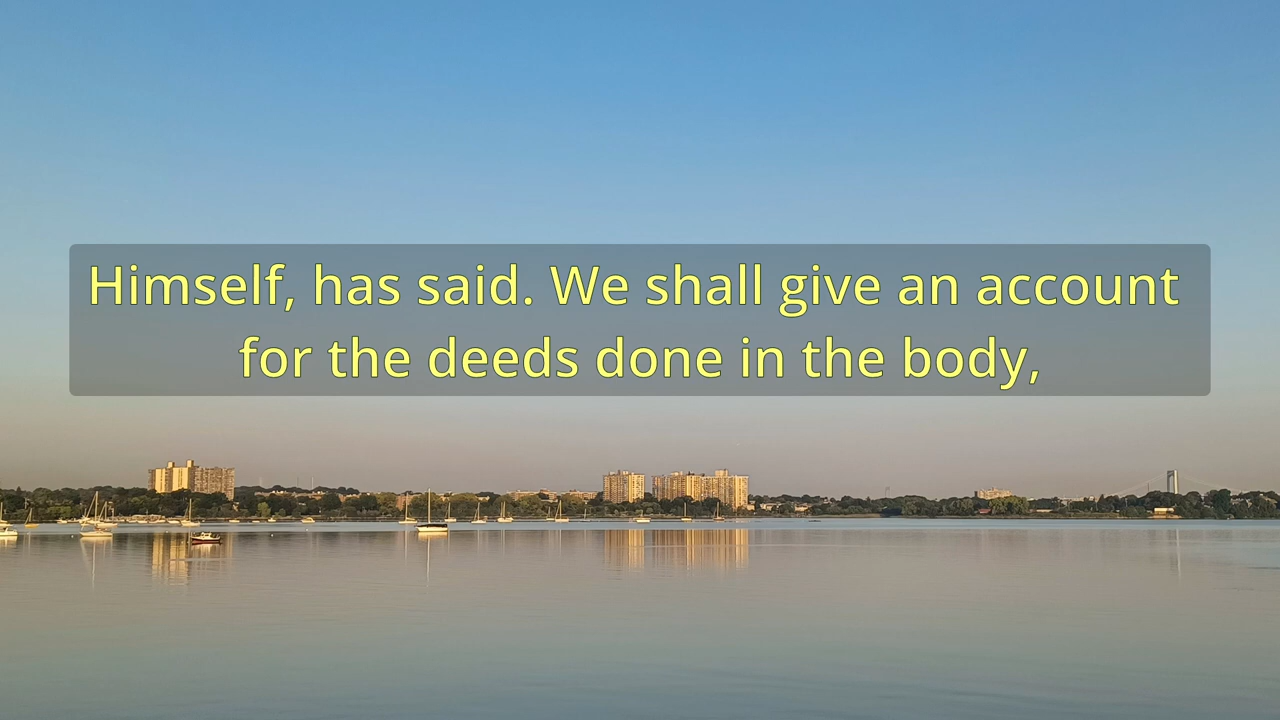 Himself, has said. We shall give an account
for the deeds done in the body,